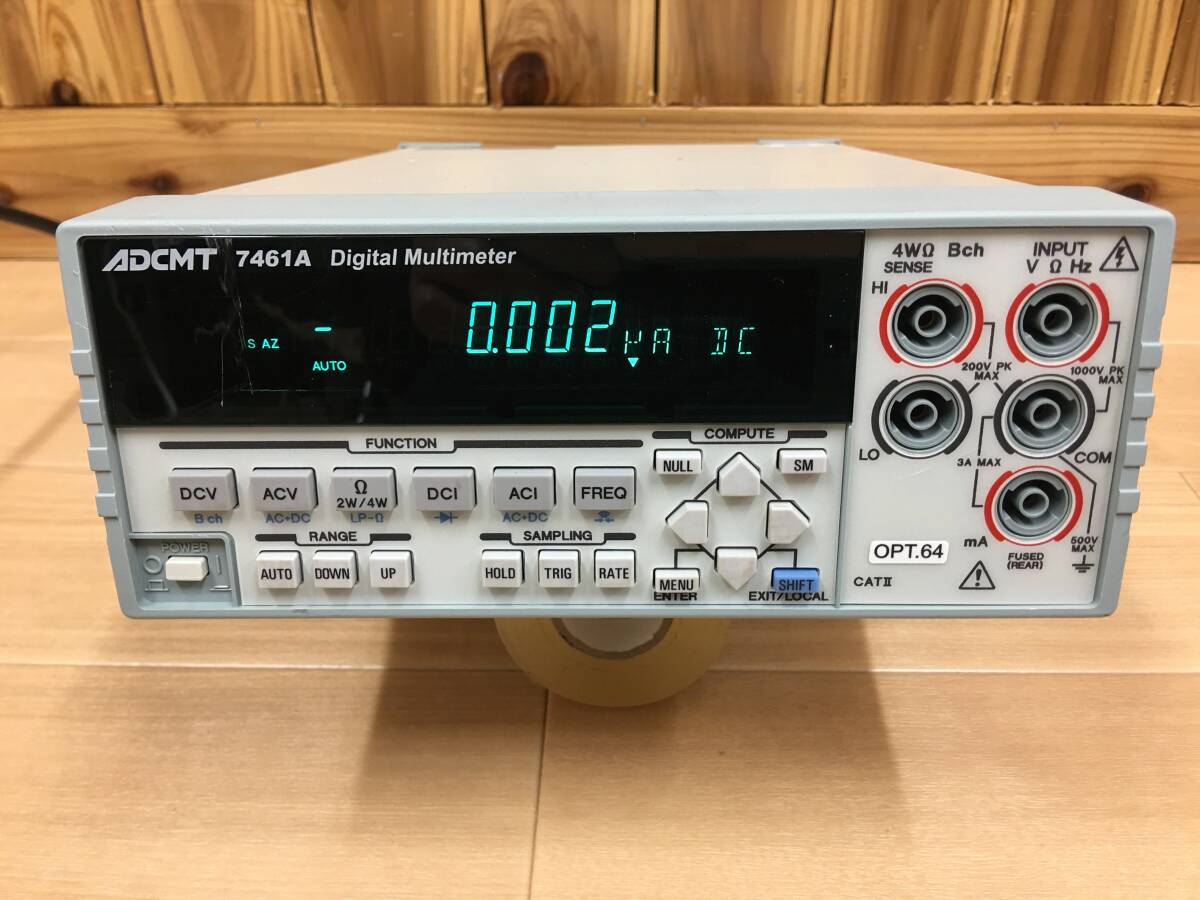 ADCMT 7461A Digital Multimeter
0.002 µA DC
S AZ
-
AUTO
4WΩ Bch
SENSE
INPUT
V Ω Hz
HI
200V PK
MAX
1000V PK
MAX
LO
COM
3A MAX
mA
FUSED
(REAR)
500V
MAX
OPT.64
CAT II
FUNCTION
DCV
ACV
Ω
2W/4W
DCI
ACI
FREQ
B ch
AC+DC
LP-Ω
AC+DC
COMPUTE
NULL
SM
POWER
RANGE
AUTO
DOWN
UP
SAMPLING
HOLD
TRIG
RATE
MENU
ENTER
SHIFT
EXIT/LOCAL